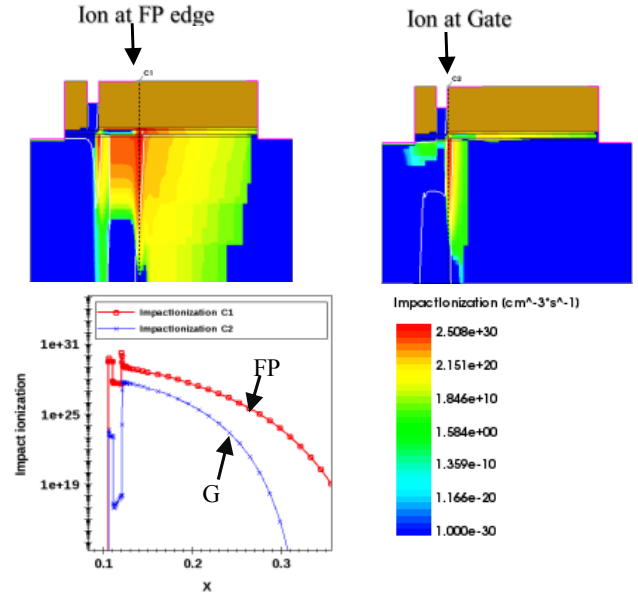 Ion at FP edge
Ion at Gate
C1
C2
ImpactIonization (cm^-3*s^-1)
Impactionization C1
Impactionization C2
2.508e+30
2.151e+20
1.846e+10
1.584e+00
1.359e-10
1.166e-20
1.000e-30
1e+31
1e+25
1e+19
Impact ionization
FP
G
0.1
0.2
0.3
X